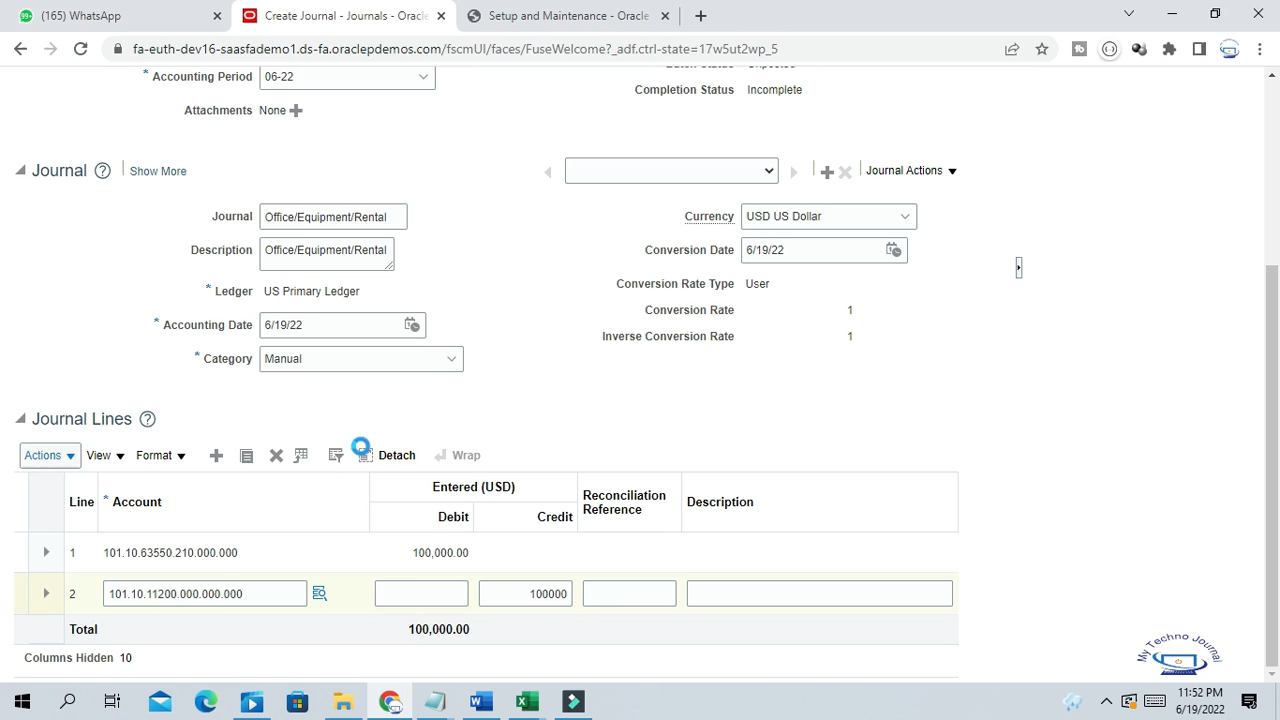 (165) WhatsApp
Create Journal - Journals - Oracle
Setup and Maintenance - Oracle
fa-euth-dev16-saasfademo1.ds-fa.oraclepdemos.com/fscmUI/faces/FuseWelcome?_adf.ctrl-state=17w5ut2wp_5
* Accounting Period 06-22
Completion Status Incomplete
Attachments None
Journal Show More
Journal Actions
Journal Office/Equipment/Rental
Currency USD US Dollar
Description Office/Equipment/Rental
Conversion Date 6/19/22
* Ledger US Primary Ledger
Conversion Rate Type User
Conversion Rate 1
* Accounting Date 6/19/22
Inverse Conversion Rate 1
* Category Manual
Journal Lines
Actions View Format Detach Wrap
Line * Account Entered (USD) Reconciliation Reference Description
Debit Credit
1 101.10.63550.210.000.000 100,000.00
2 101.10.11200.000.000.000 100000
Total 100,000.00
Columns Hidden 10
My Techno Journal
11:52 PM
6/19/2022